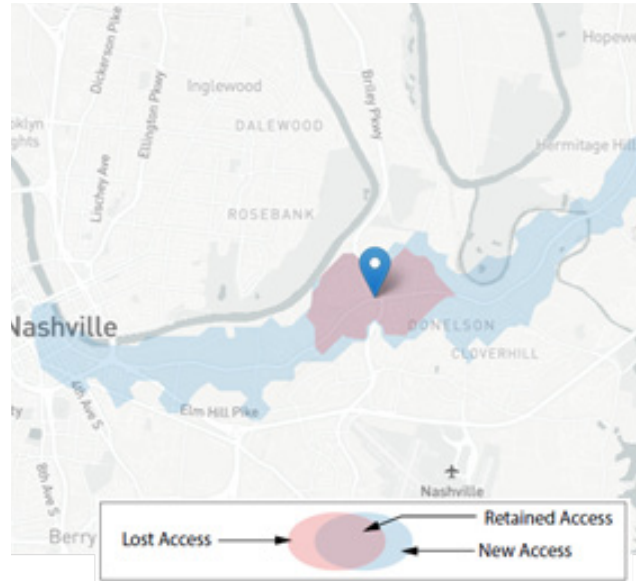 Dickerson Pike
Ellington Pkwy
Inglewood
Briley Pkwy
Hopewe
DALEWOOD
oklyn
ghts
Hermitage Hill
Lischey Ave
ROSEBANK
Nashville
DONELSON
CLOVERHILL
4th Ave S
Elm Hill Pike
ty
8th Ave S
Nashville
Berry
Lost Access
Retained Access
New Access